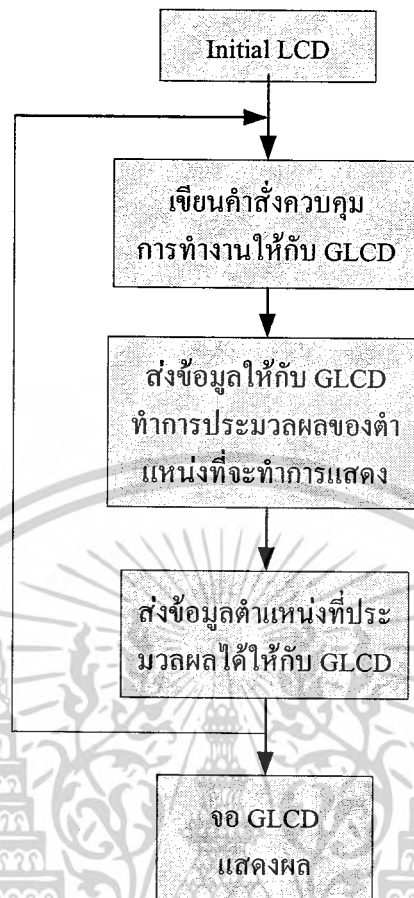 Initial LCD
เขียนคำสั่งควบคุม
การทำงานให้กับ GLCD
ส่งข้อมูลให้กับ GLCD
ทำการประมวลผลของตำ
แหน่งที่จะทำการแสดง
ส่งข้อมูลตำแหน่งที่ประ
มวลผลได้ให้กับ GLCD
จอ GLCD
แสดงผล